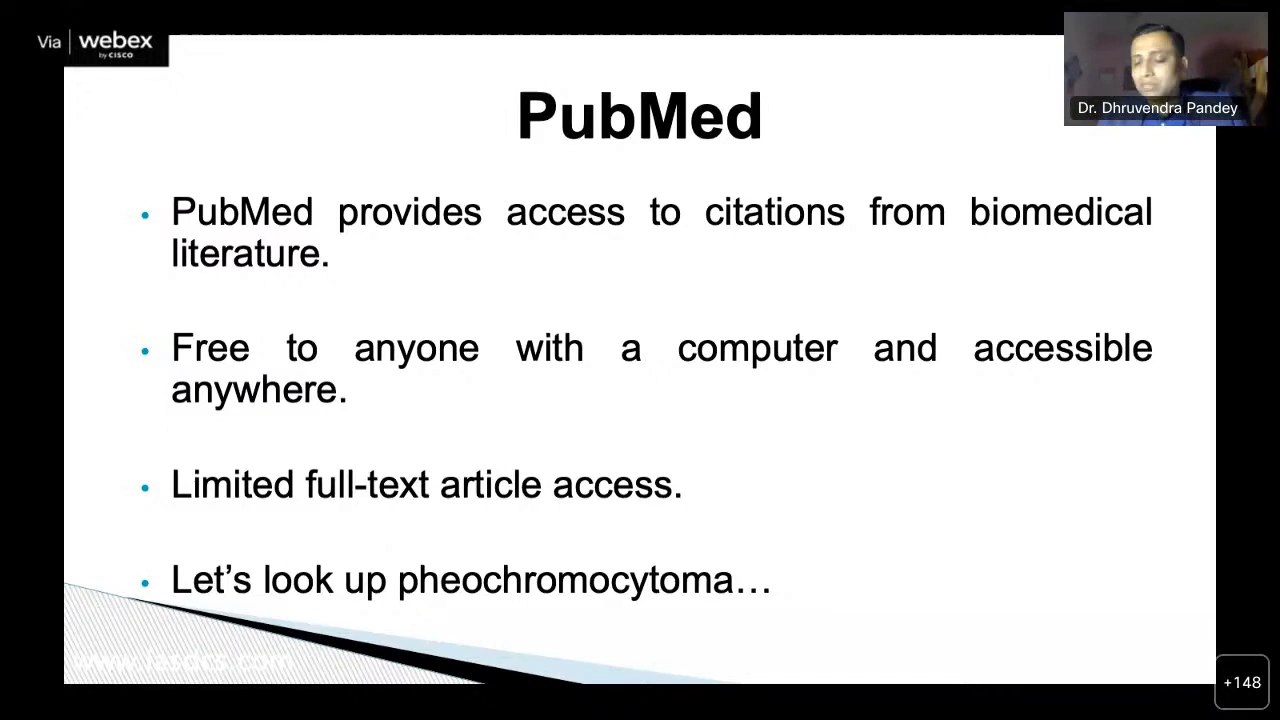 Via webex
by CISCO
Dr. Dhruvendra Pandey
PubMed
• PubMed provides access to citations from biomedical
literature.
• Free to anyone with a computer and accessible
anywhere.
• Limited full-text article access.
• Let’s look up pheochromocytoma…
+148